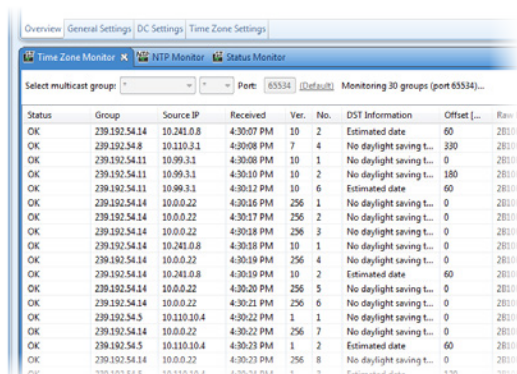 Overview General Settings DC Settings Time Zone Settings
Time Zone Monitor NTP Monitor Status Monitor
Select multicast group: * * Port: 65534 (Default) Monitoring 30 groups (port 65534)...
Status Group Source IP Received Ver. No. DST Information Offset [... Raw
OK 239.192.54.14 10.241.0.8 4:30:07 PM 10 2 Estimated date 60 2B10
OK 239.192.54.8 10.110.3.1 4:30:08 PM 7 4 No daylight saving t... 330 2B10
OK 239.192.54.11 10.99.3.1 4:30:08 PM 10 1 No daylight saving t... 0 2B10
OK 239.192.54.11 10.99.3.1 4:30:10 PM 10 2 No daylight saving t... 180 2B10
OK 239.192.54.11 10.99.3.1 4:30:12 PM 10 6 Estimated date 60 2B10
OK 239.192.54.14 10.0.0.22 4:30:16 PM 256 1 No daylight saving t... 0 2B10
OK 239.192.54.14 10.0.0.22 4:30:17 PM 256 2 No daylight saving t... 0 2B10
OK 239.192.54.14 10.0.0.22 4:30:18 PM 256 3 No daylight saving t... 0 2B10
OK 239.192.54.14 10.241.0.8 4:30:18 PM 10 1 No daylight saving t... 0 2B10
OK 239.192.54.14 10.0.0.22 4:30:19 PM 256 4 No daylight saving t... 0 2B10
OK 239.192.54.14 10.241.0.8 4:30:19 PM 10 2 Estimated date 60 2B10
OK 239.192.54.14 10.0.0.22 4:30:20 PM 256 5 No daylight saving t... 0 2B10
OK 239.192.54.14 10.0.0.22 4:30:21 PM 256 6 No daylight saving t... 0 2B10
OK 239.192.54.5 10.110.10.4 4:30:22 PM 1 1 No daylight saving t... 0 2B10
OK 239.192.54.14 10.0.0.22 4:30:22 PM 256 7 No daylight saving t... 0 2B10
OK 239.192.54.5 10.110.10.4 4:30:23 PM 1 2 Estimated date 60 2B10
OK 239.192.54.14 10.0.0.22 4:30:23 PM 256 8 No daylight saving t... 0 2B10